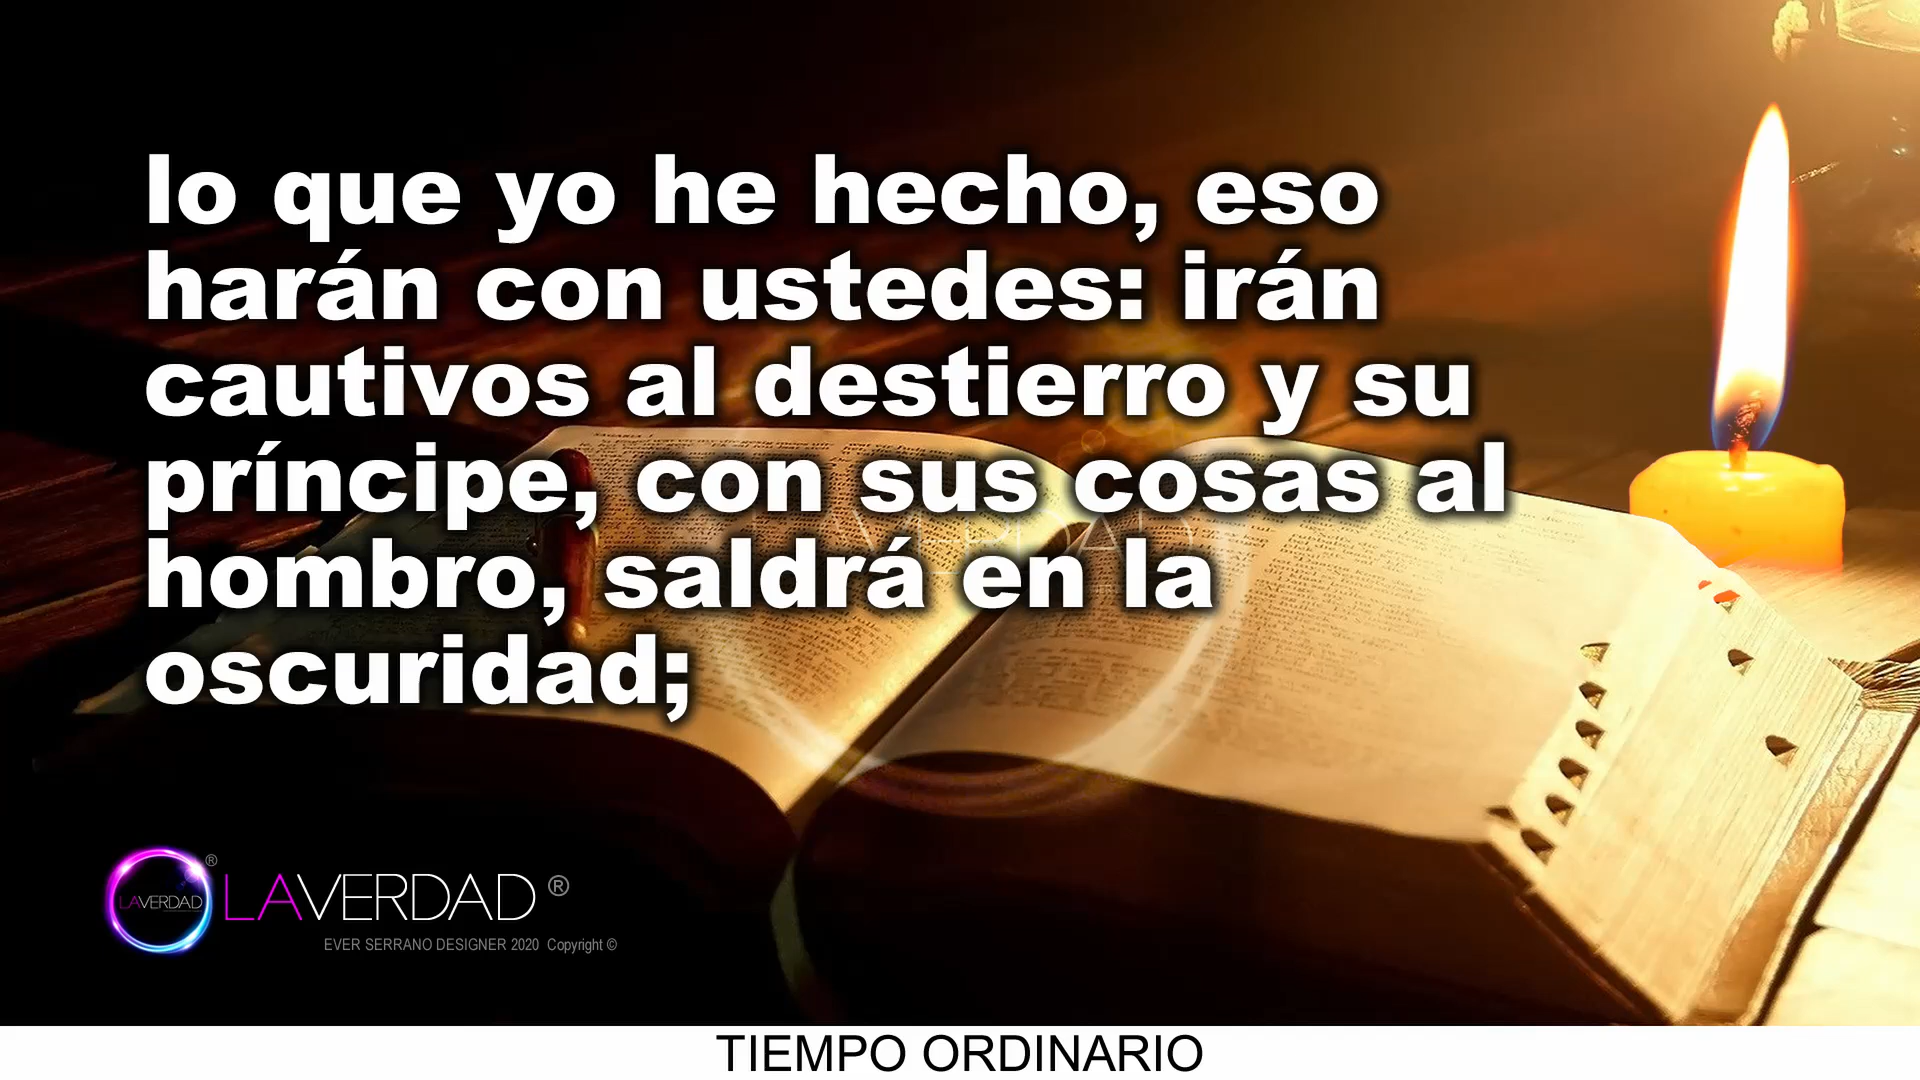 lo que yo he hecho, eso
harán con ustedes: irán
cautivos al destierro y su
príncipe, con sus cosas al
hombro, saldrá en la
oscuridad;
LAVERDAD
®
LAVERDAD ®
EVER SERRANO DESIGNER 2020 Copyright ©
TIEMPO ORDINARIO